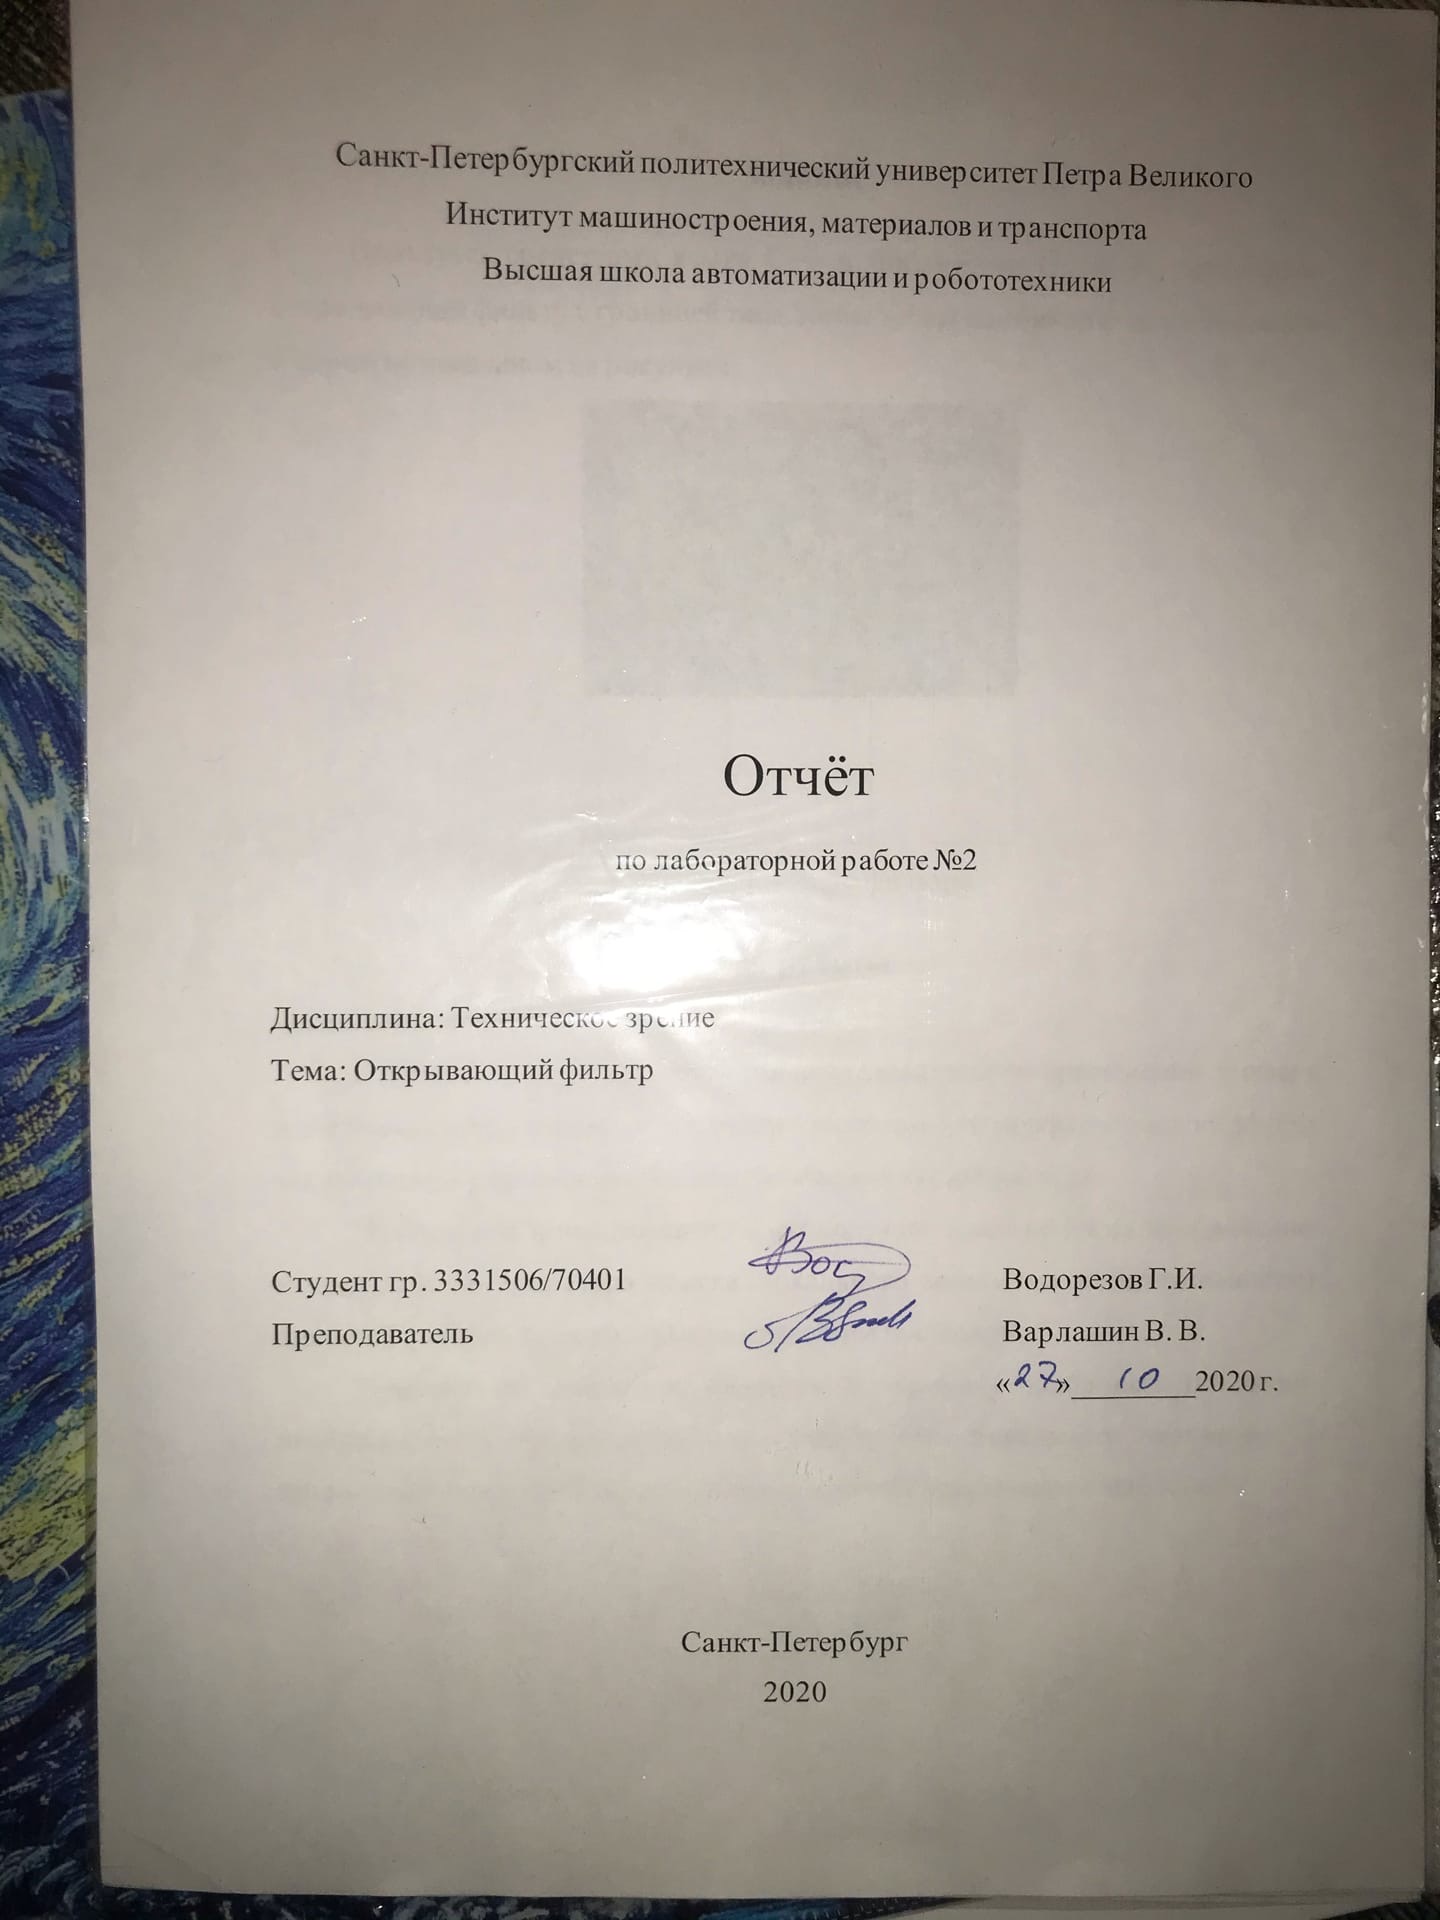 Санкт-Петербургский политехнический университет Петра Великого
Институт машиностроения, материалов и транспорта
Высшая школа автоматизации и робототехники
Отчёт
по лабораторной работе №2
Дисциплина: Техническое зрение
Тема: Открывающий фильтр
Студент гр. 3331506/70401 Водорезов Г.И.
Преподаватель Варлашин В. В.
«27» 10 2020 г.
Санкт-Петербург
2020